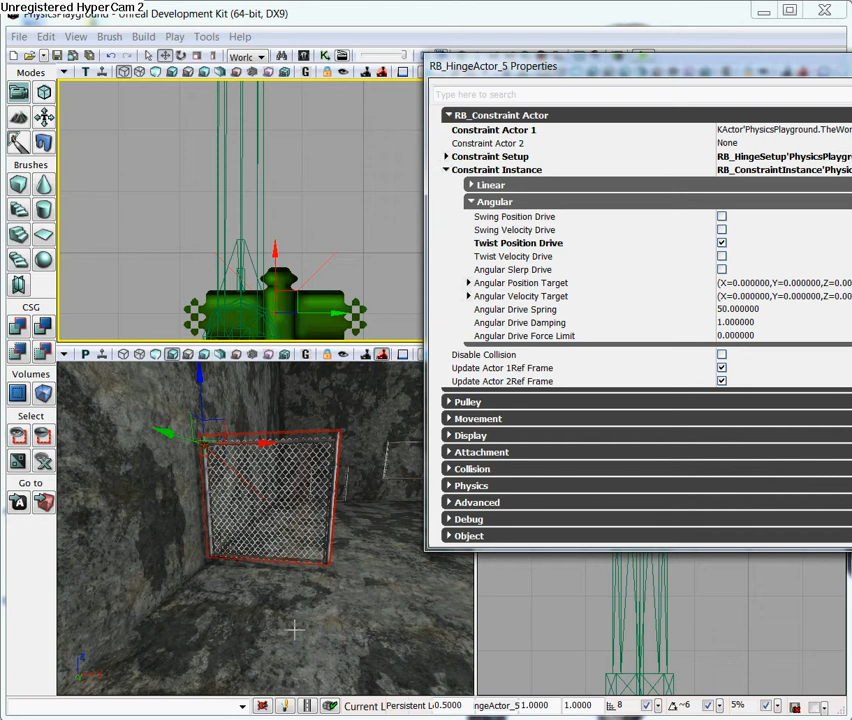 Unregistered HyperCam 2
PhysicsPlayground - Unreal Development Kit (64-bit, DX9)
File Edit View Brush Build Play Tools Help
World
Modes
Brushes
CSG
Volumes
Select
Go to
T
G
P
G
RB_HingeActor_5 Properties
Type here to search
RB_Constraint Actor
Constraint Actor 1 KActor'PhysicsPlayground.TheWo
Constraint Actor 2 None
Constraint Setup RB_HingeSetup'PhysicsPlaygr
Constraint Instance RB_ConstraintInstance'Physic
Linear
Angular
Swing Position Drive
Swing Velocity Drive
Twist Position Drive
Twist Velocity Drive
Angular Slerp Drive
Angular Position Target (X=0.000000,Y=0.000000,Z=0.00
Angular Velocity Target (X=0.000000,Y=0.000000,Z=0.00
Angular Drive Spring 50.000000
Angular Drive Damping 1.000000
Angular Drive Force Limit 0.000000
Disable Collision
Update Actor 1Ref Frame
Update Actor 2Ref Frame
Pulley
Movement
Display
Attachment
Collision
Physics
Advanced
Debug
Object
Current L Persistent L 0.5000 ngeActor_5 1.0000 1.0000 8 ~6 5%